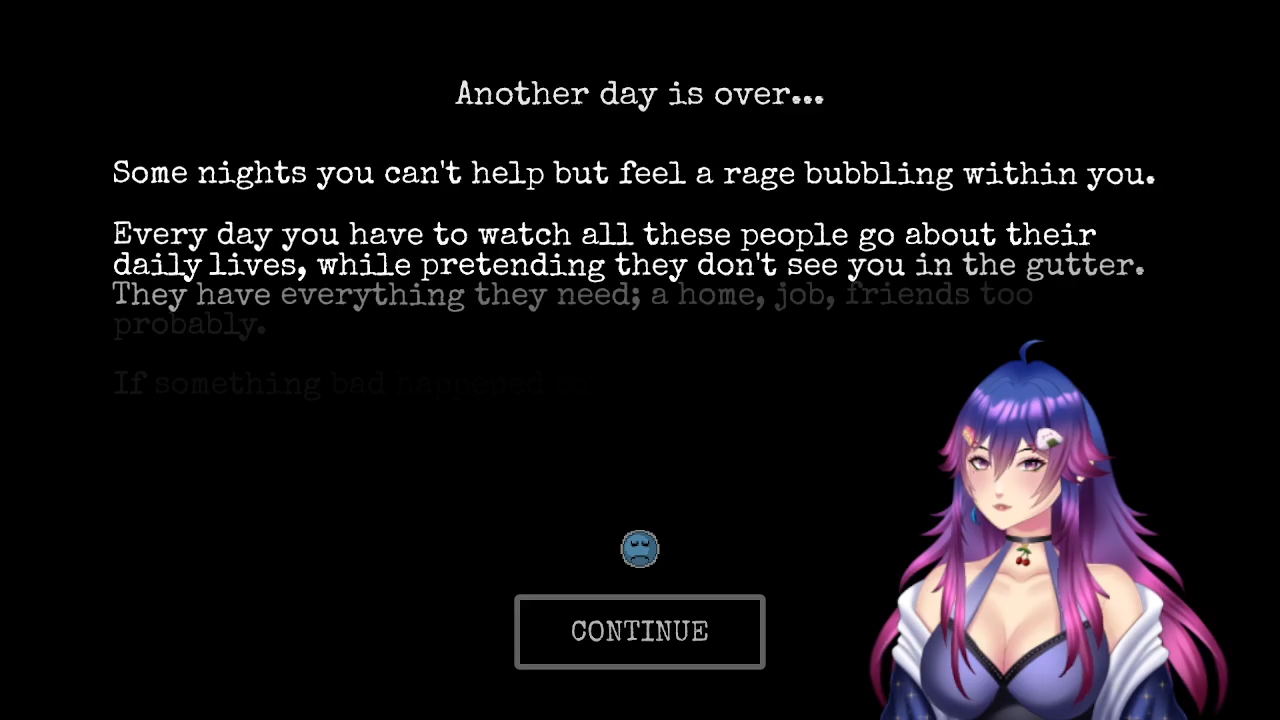 Another day is over...
Some nights you can't help but feel a rage bubbling within you.
Every day you have to watch all these people go about their
daily lives, while pretending they don't see you in the gutter.
They have everything they need; a home, job, friends too
probably.
If something bad happened
CONTINUE